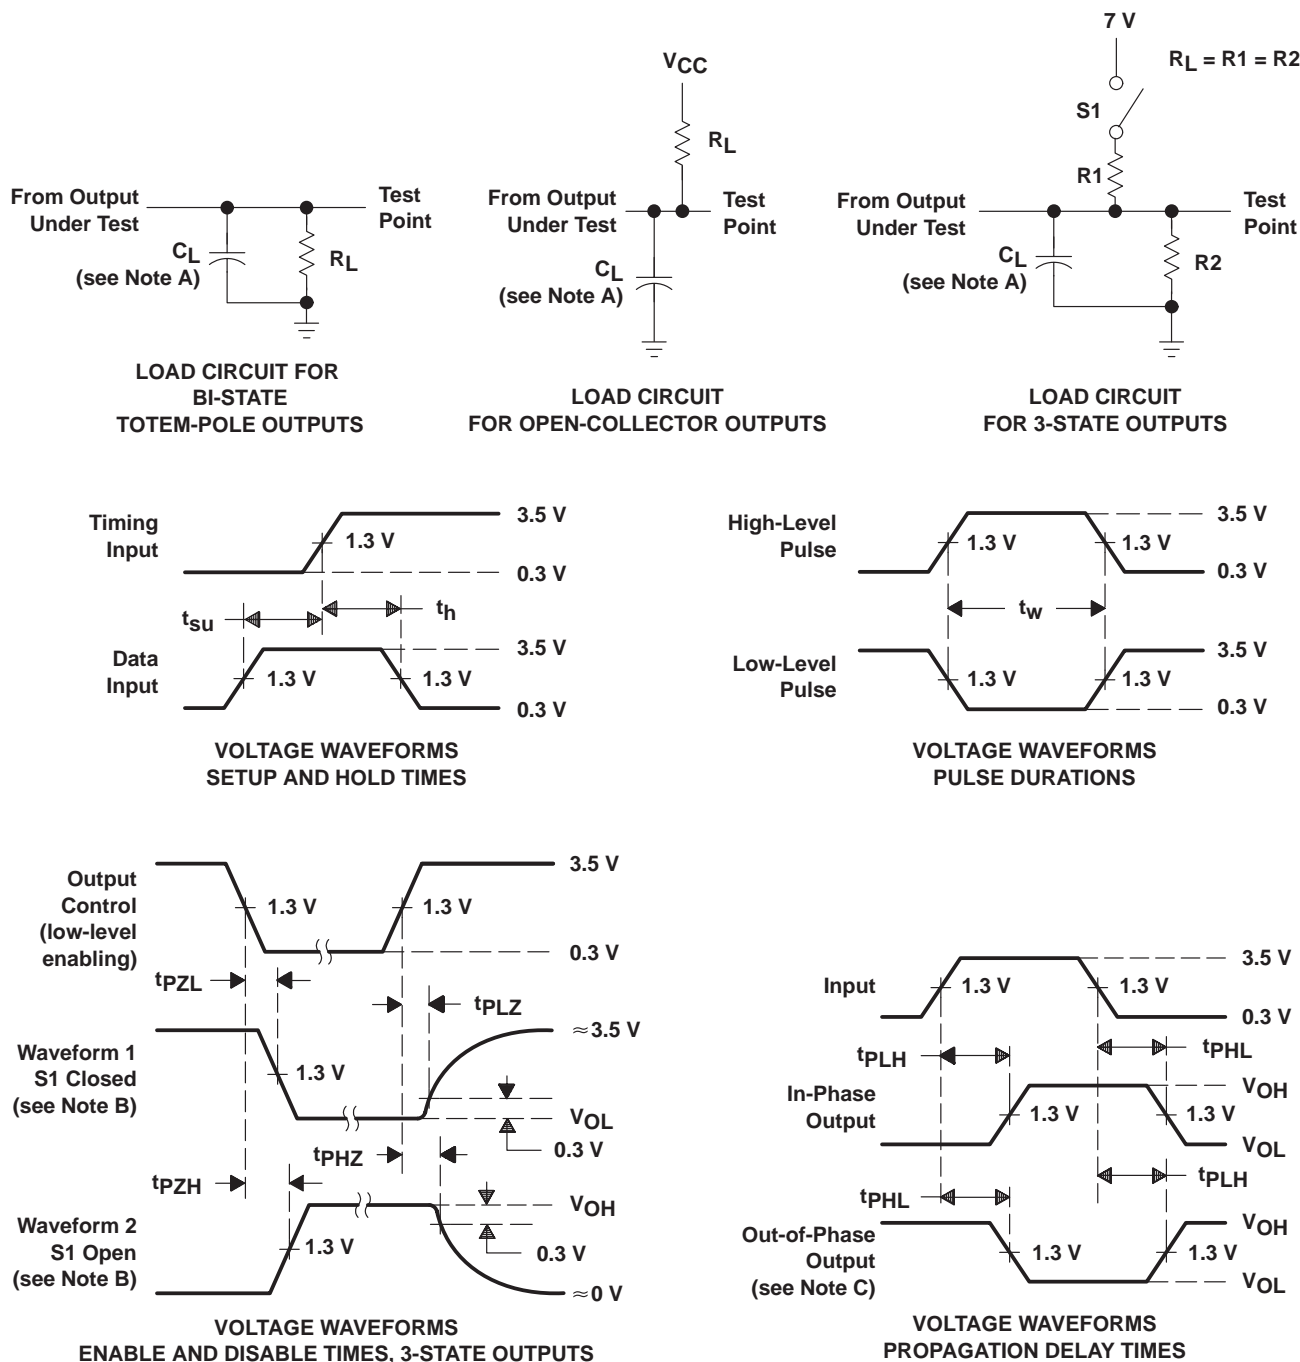 VCC
RL
From Output
Under Test
Test
Point
CL
(see Note A)
RL
LOAD CIRCUIT FOR
BI-STATE
TOTEM-POLE OUTPUTS
From Output
Under Test
Test
Point
CL
(see Note A)
LOAD CIRCUIT
FOR OPEN-COLLECTOR OUTPUTS
7 V
RL = R1 = R2
S1
R1
From Output
Under Test
Test
Point
CL
(see Note A)
R2
LOAD CIRCUIT
FOR 3-STATE OUTPUTS
Timing
Input
1.3 V
3.5 V
0.3 V
tsu
th
Data
Input
1.3 V
1.3 V
3.5 V
0.3 V
VOLTAGE WAVEFORMS
SETUP AND HOLD TIMES
High-Level
Pulse
1.3 V
1.3 V
3.5 V
0.3 V
tw
Low-Level
Pulse
1.3 V
1.3 V
3.5 V
0.3 V
VOLTAGE WAVEFORMS
PULSE DURATIONS
Output
Control
(low-level
enabling)
1.3 V
1.3 V
3.5 V
0.3 V
tPZL
tPLZ
Waveform 1
S1 Closed
(see Note B)
1.3 V
≈3.5 V
VOL
0.3 V
tPHZ
tPZH
Waveform 2
S1 Open
(see Note B)
1.3 V
VOH
0.3 V
≈0 V
VOLTAGE WAVEFORMS
ENABLE AND DISABLE TIMES, 3-STATE OUTPUTS
Input
1.3 V
1.3 V
3.5 V
0.3 V
tPLH
tPHL
In-Phase
Output
1.3 V
1.3 V
VOH
VOL
tPHL
tPLH
Out-of-Phase
Output
(see Note C)
1.3 V
1.3 V
VOH
VOL
VOLTAGE WAVEFORMS
PROPAGATION DELAY TIMES